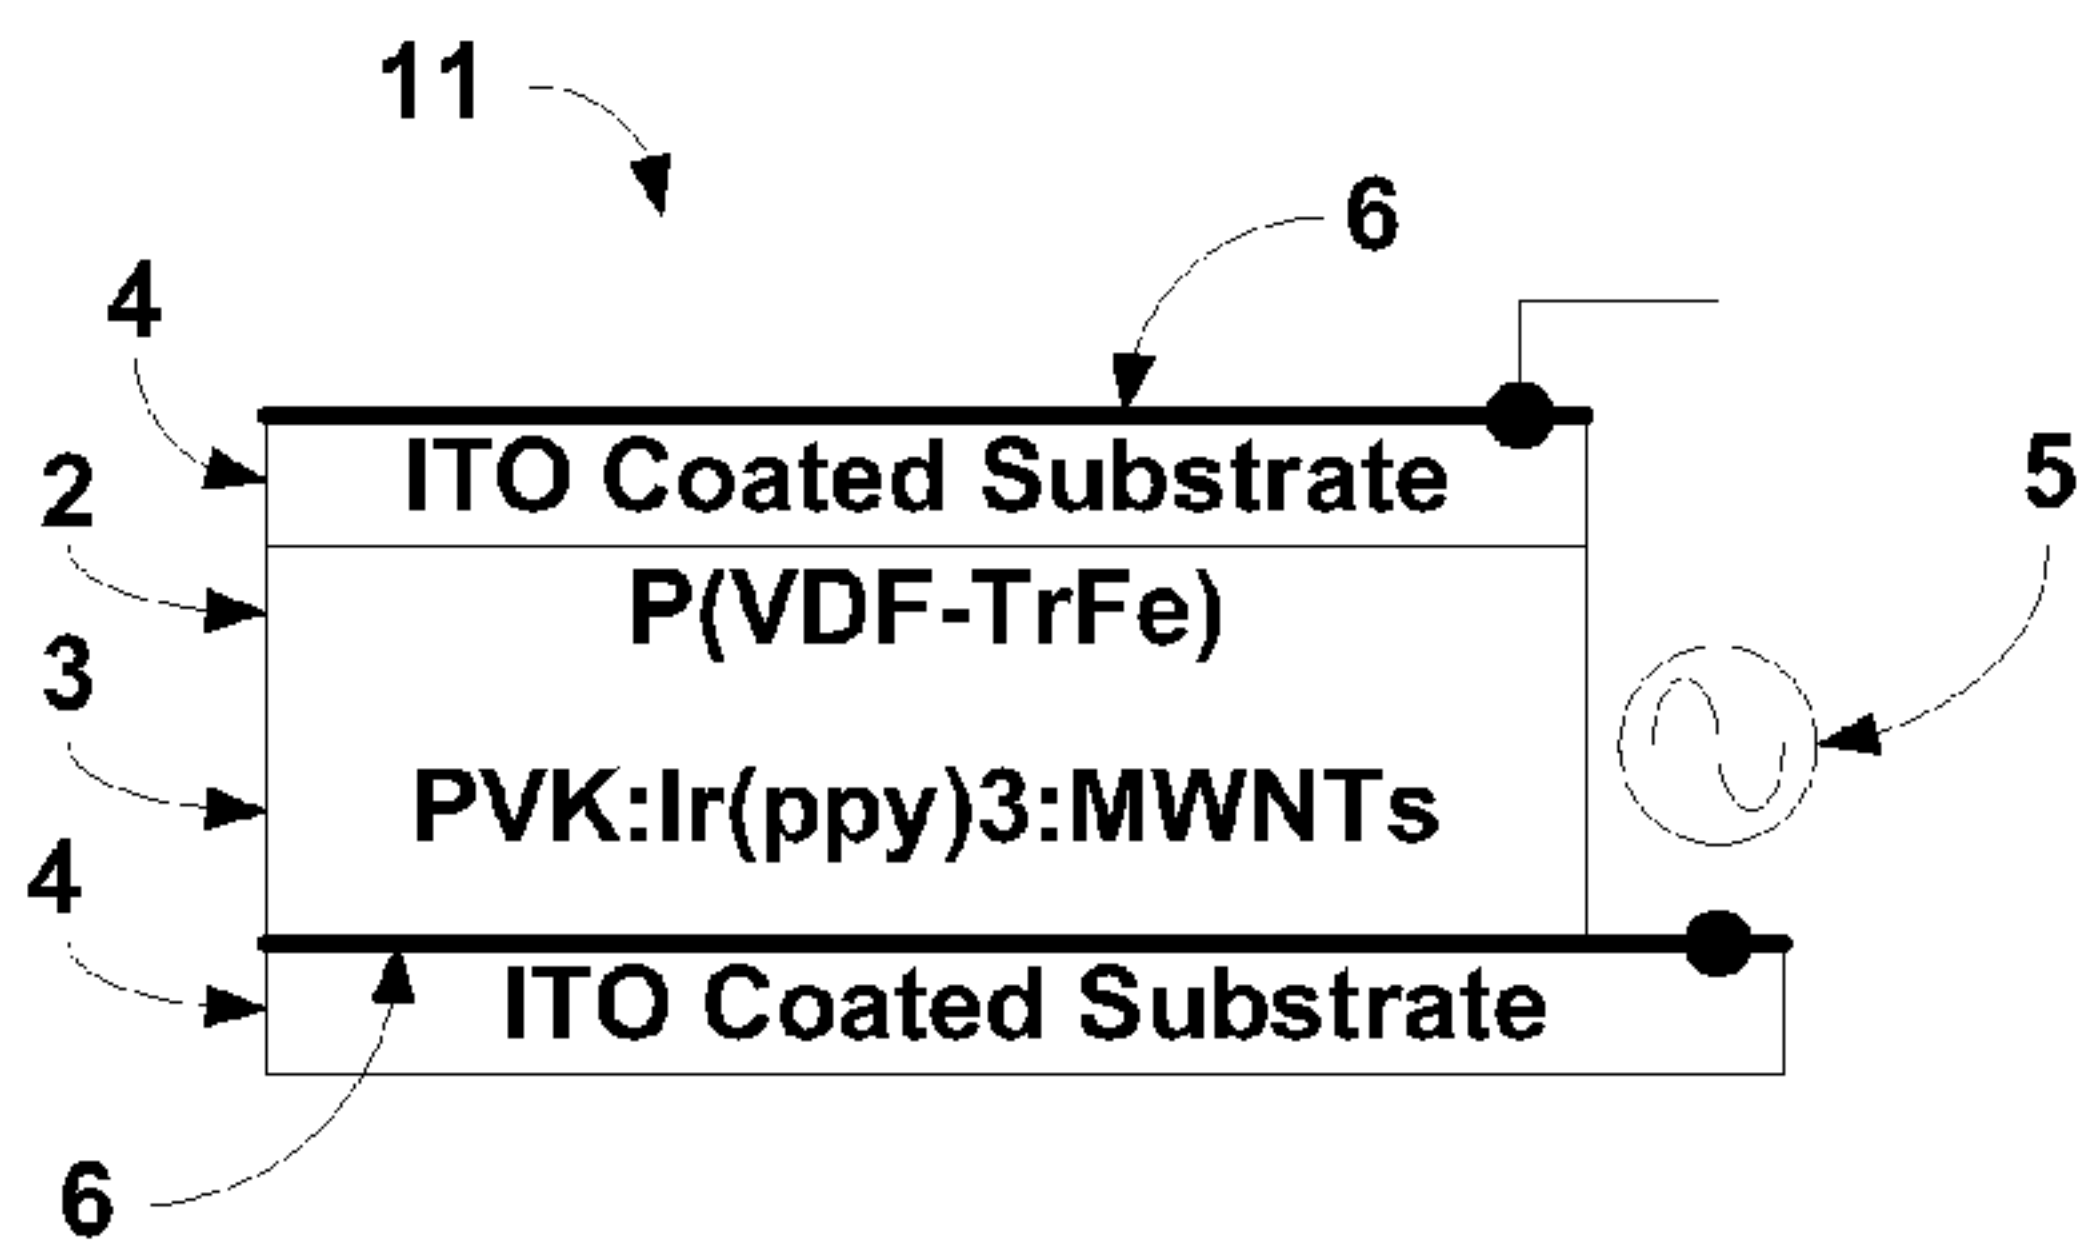 11
6
4
ITO Coated Substrate
5
2
P(VDF-TrFe)
3
PVK:Ir(ppy)3:MWNTs
4
ITO Coated Substrate
6